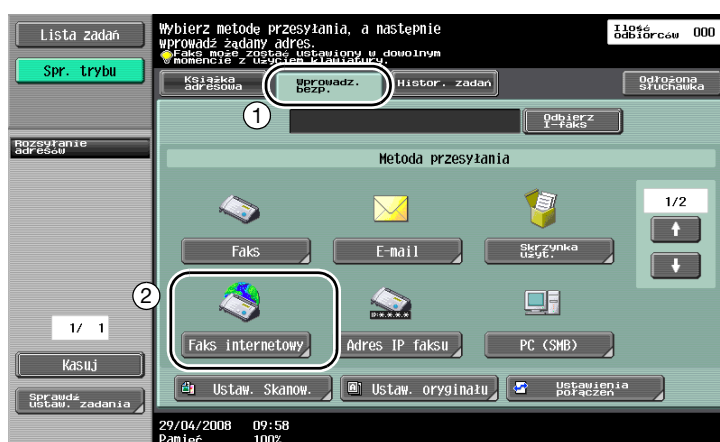 Lista zadań
Spr. trybu
Wybierz metodę przesyłania, a następnie
wprowadź żądany adres.
Faks może zostać ustawiony w dowolnym
momencie z użyciem klawiatury.
Ilość
odbiorców 000
Książka
adresowa
Wprowadz.
bezp.
Histor. zadań
Odłożona
słuchawka
1
Odbierz
I-faks
Rozsyłanie
adresów
Metoda przesyłania
1/2
Faks
E-mail
Skrzynka
użyt.
2
Faks internetowy
Adres IP faksu
PC (SMB)
1/ 1
Kasuj
Sprawdź
ustaw. zadania
Ustaw. Skanow.
Ustaw. oryginału
Ustawienia
połączeń
29/04/2008 09:58
Pamięć 100%